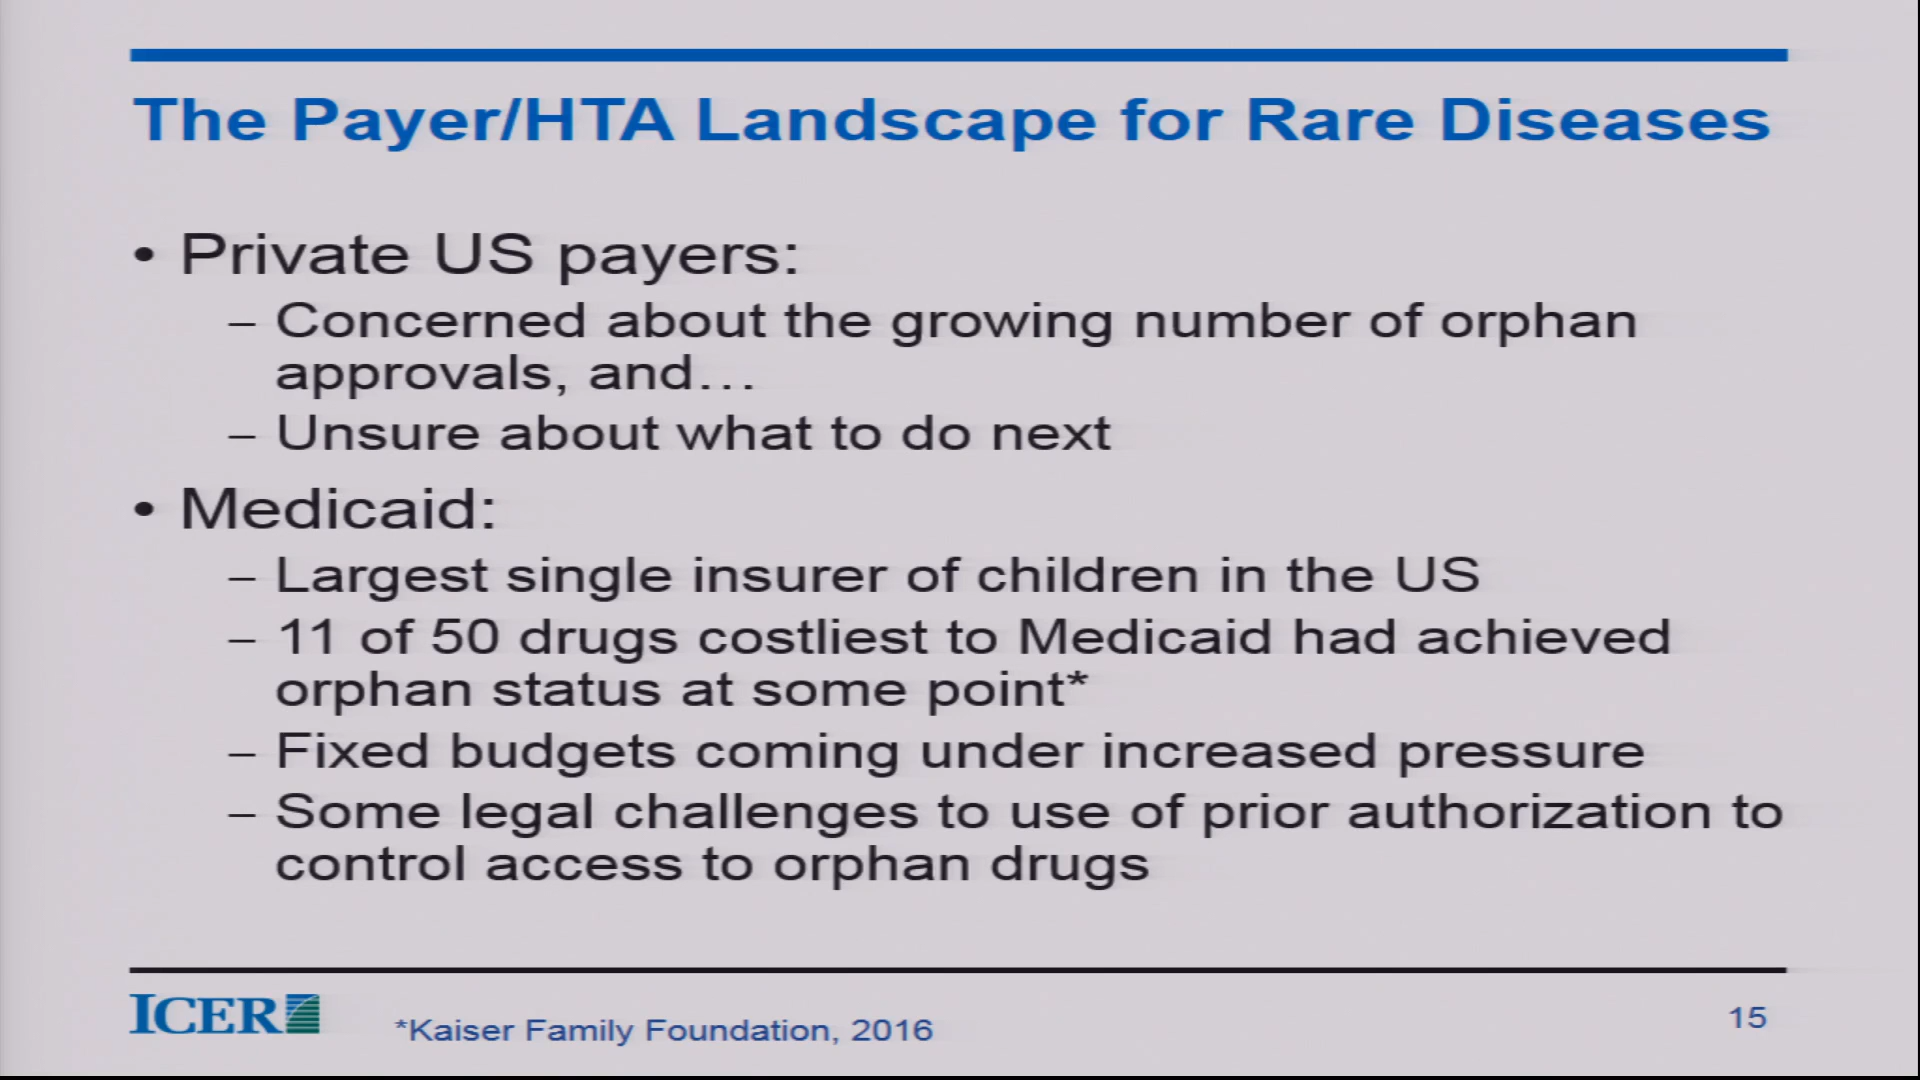 The Payer/HTA Landscape for Rare Diseases
• Private US payers:
– Concerned about the growing number of orphan
approvals, and…
– Unsure about what to do next
• Medicaid:
– Largest single insurer of children in the US
– 11 of 50 drugs costliest to Medicaid had achieved
orphan status at some point*
– Fixed budgets coming under increased pressure
– Some legal challenges to use of prior authorization to
control access to orphan drugs
ICER
*Kaiser Family Foundation, 2016
15